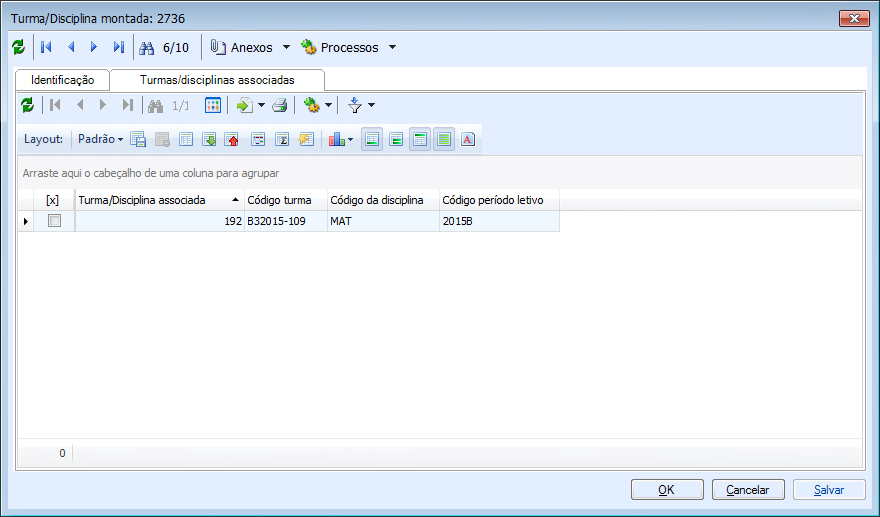 Turma/Disciplina montada: 2736
6/10 Anexos Processos
Identificação Turmas/disciplinas associadas
1/1
Layout: Padrão
Arraste aqui o cabeçalho de uma coluna para agrupar
[x] Turma/Disciplina associada Código turma Código da disciplina Código período letivo
192 B32015-109 MAT 2015B
0
OK Cancelar Salvar